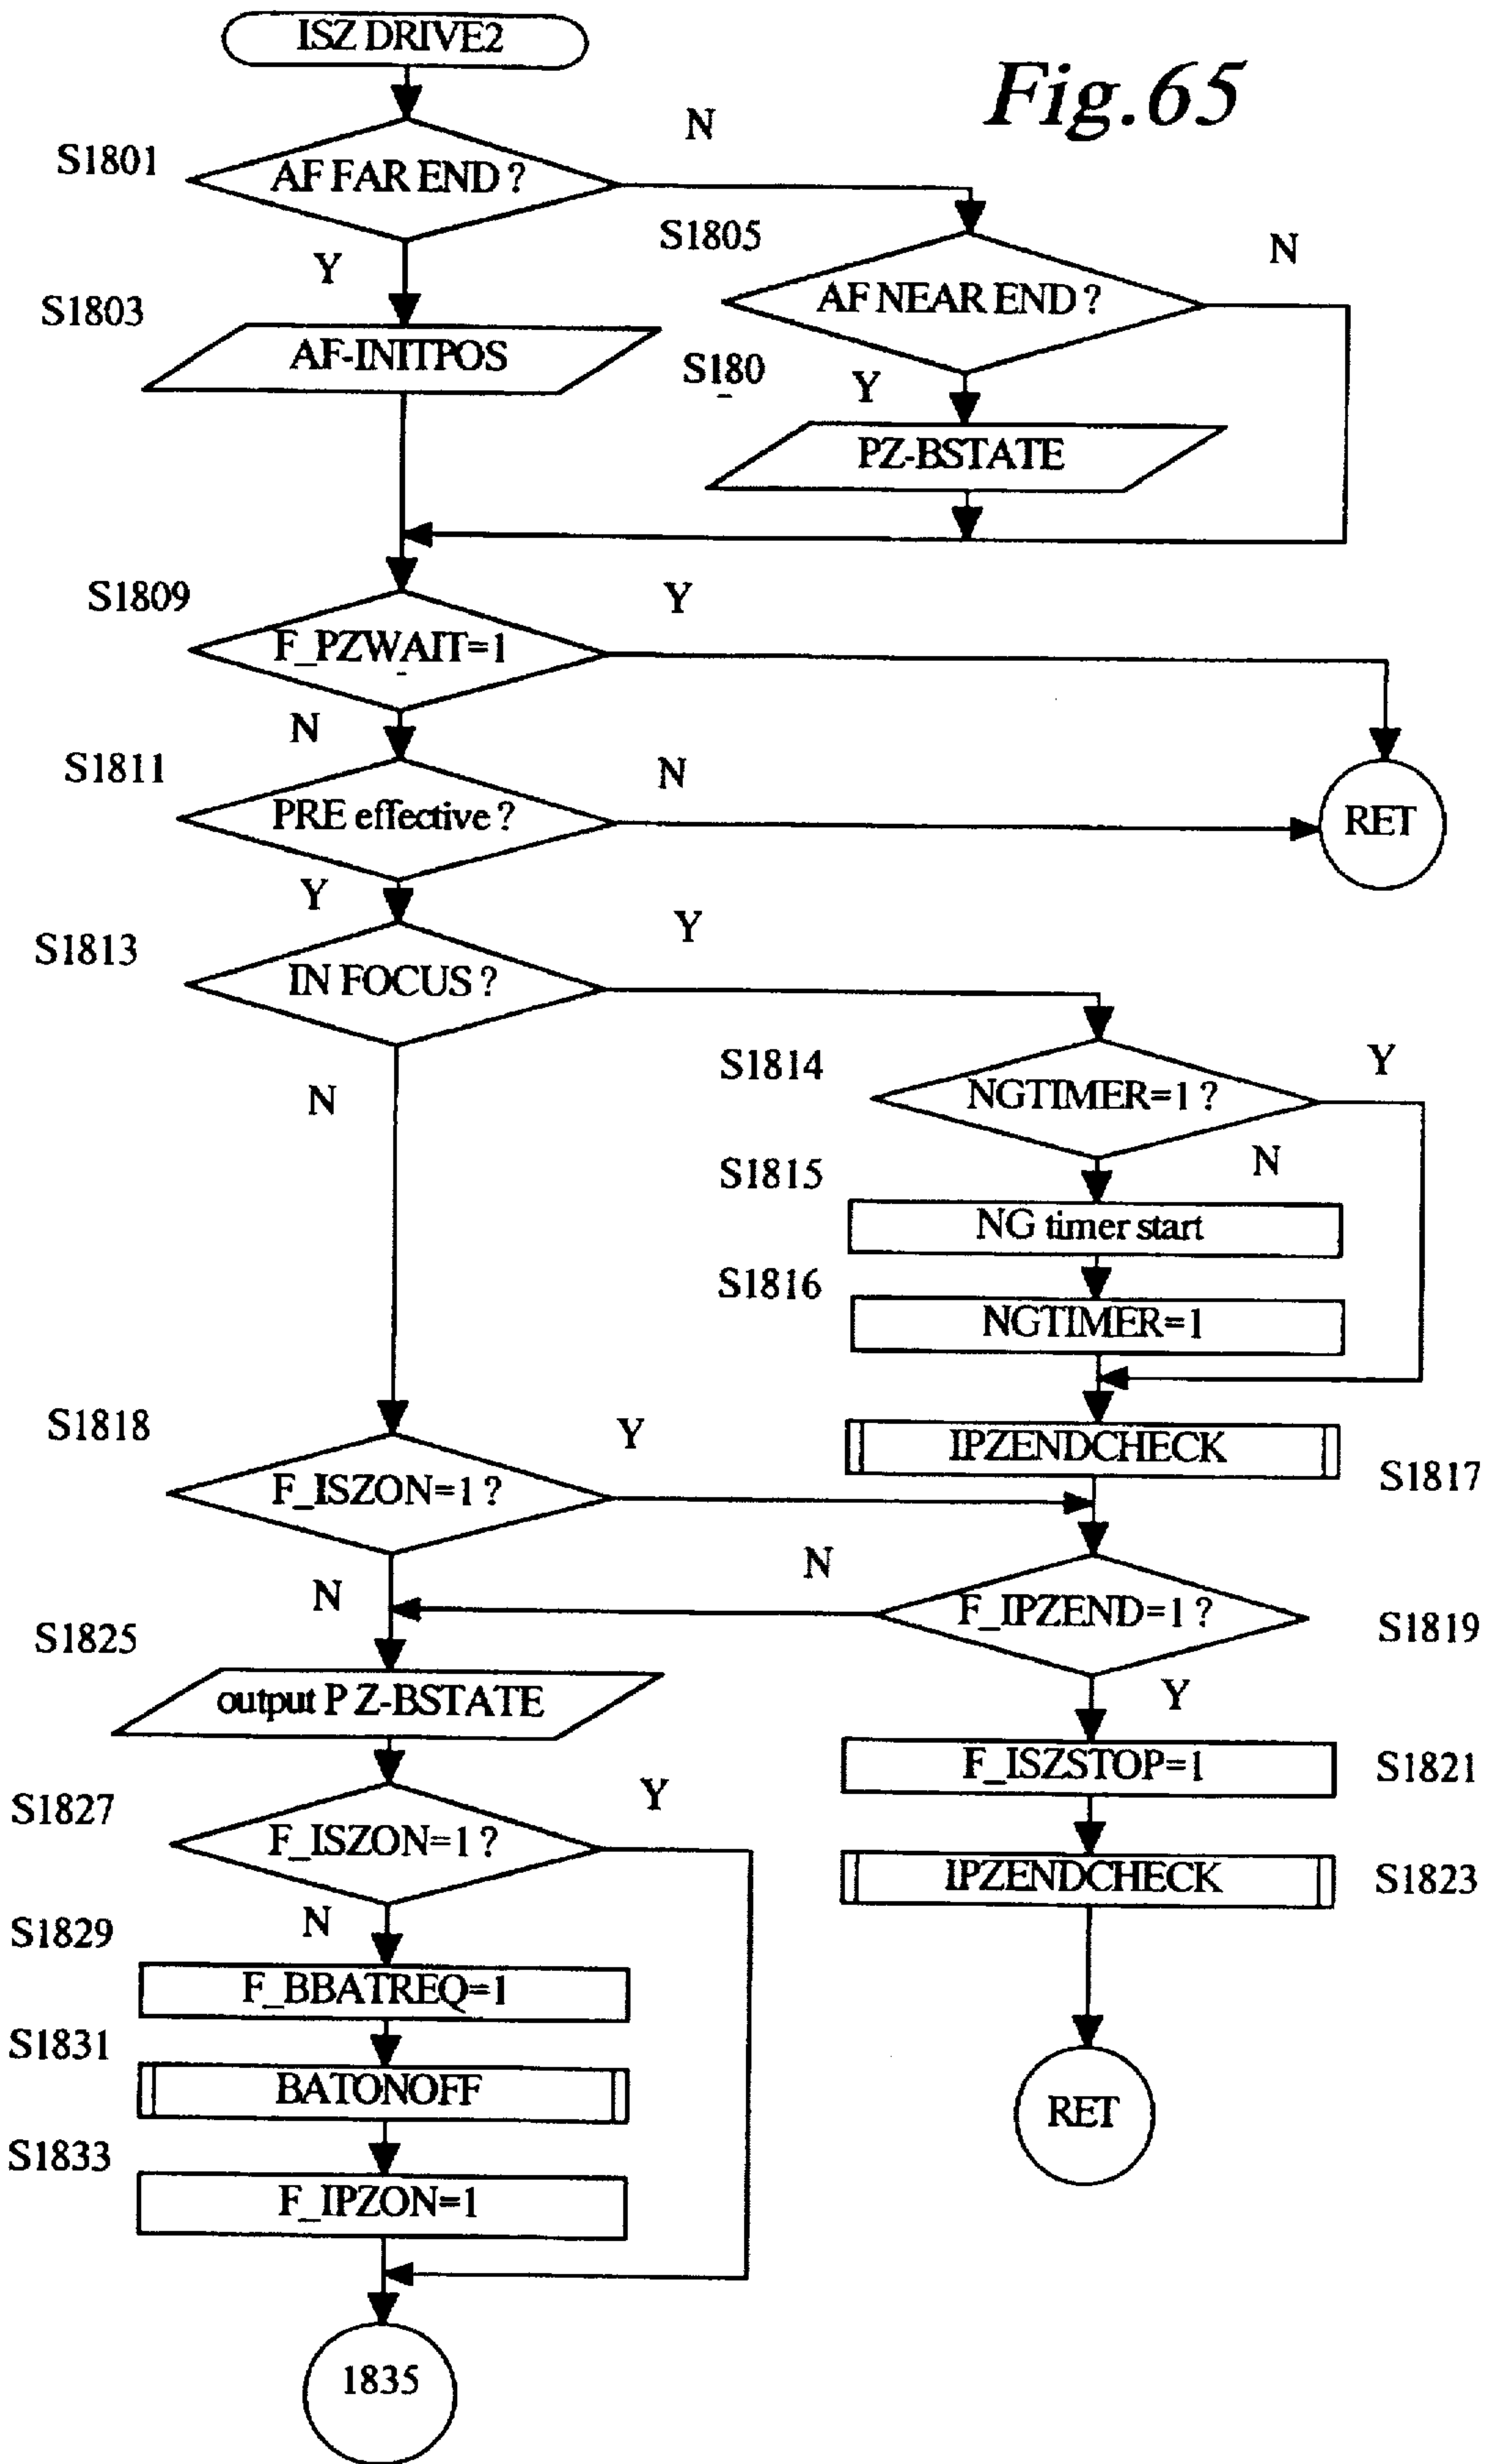 Fig.65
ISZ DRIVE2
S1801
AF FAR END ?
N
Y
S1803
AF-INITPOS
S1805
AF NEAR END ?
N
S180
Y
PZ-BSTATE
S1809
F_PZWAIT=1
Y
N
S1811
PRE effective ?
N
RET
Y
S1813
IN FOCUS ?
Y
N
S1814
NGTIMER=1 ?
Y
N
S1815
NG timer start
S1816
NGTIMER=1
IPZENDCHECK
S1817
S1818
F_ISZON=1 ?
Y
N
N
F_IPZEND=1 ?
S1819
Y
S1825
output P Z-BSTATE
F_ISZSTOP=1
S1821
S1827
F_ISZON=1 ?
Y
N
IPZENDCHECK
S1823
S1829
F_BBATREQ=1
S1831
BATONOFF
RET
S1833
F_IPZON=1
1835